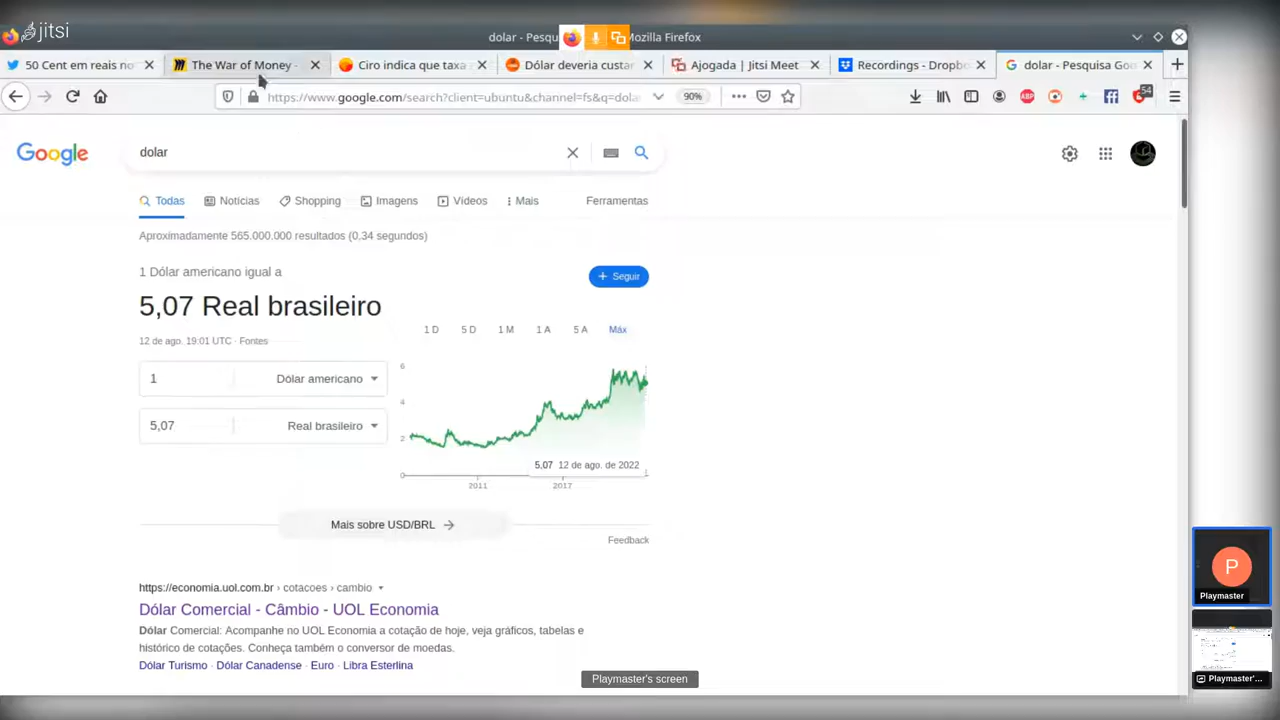 jitsi
dolar - Pesqu
Mozilla Firefox
50 Cent em reais no
The War of Money -
Ciro indica que taxa
Dólar deveria custar
Ajogada | Jitsi Meet
Recordings - Dropbo
dolar - Pesquisa Goo
https://www.google.com/search?client=ubuntu&channel=fs&q=dola
90%
ABP
54
Google
dolar
Todas
Notícias
Shopping
Imagens
Vídeos
Mais
Ferramentas
Aproximadamente 565.000.000 resultados (0,34 segundos)
1 Dólar americano igual a
+ Seguir
5,07 Real brasileiro
12 de ago. 19:01 UTC · Fontes
1 D
5 D
1 M
1 A
5 A
Máx
1 Dólar americano
5,07 Real brasileiro
6
4
2
0
5,07 12 de ago. de 2022
2011
2017
Mais sobre USD/BRL
Feedback
https://economia.uol.com.br › cotacoes › cambio
Dólar Comercial - Câmbio - UOL Economia
Dólar Comercial: Acompanhe no UOL Economia a cotação de hoje, veja gráficos, tabelas e
histórico de cotações. Conheça também o conversor de moedas.
Dólar Turismo · Dólar Canadense · Euro · Libra Esterlina
Playmaster's screen
P
Playmaster
Playmaster'...